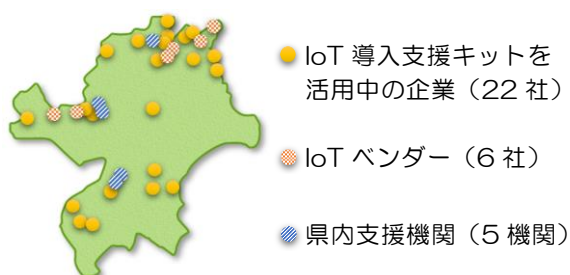 IoT 導入支援キットを
活用中の企業（22 社）
IoT ベンダー（6 社）
県内支援機関（5 機関）